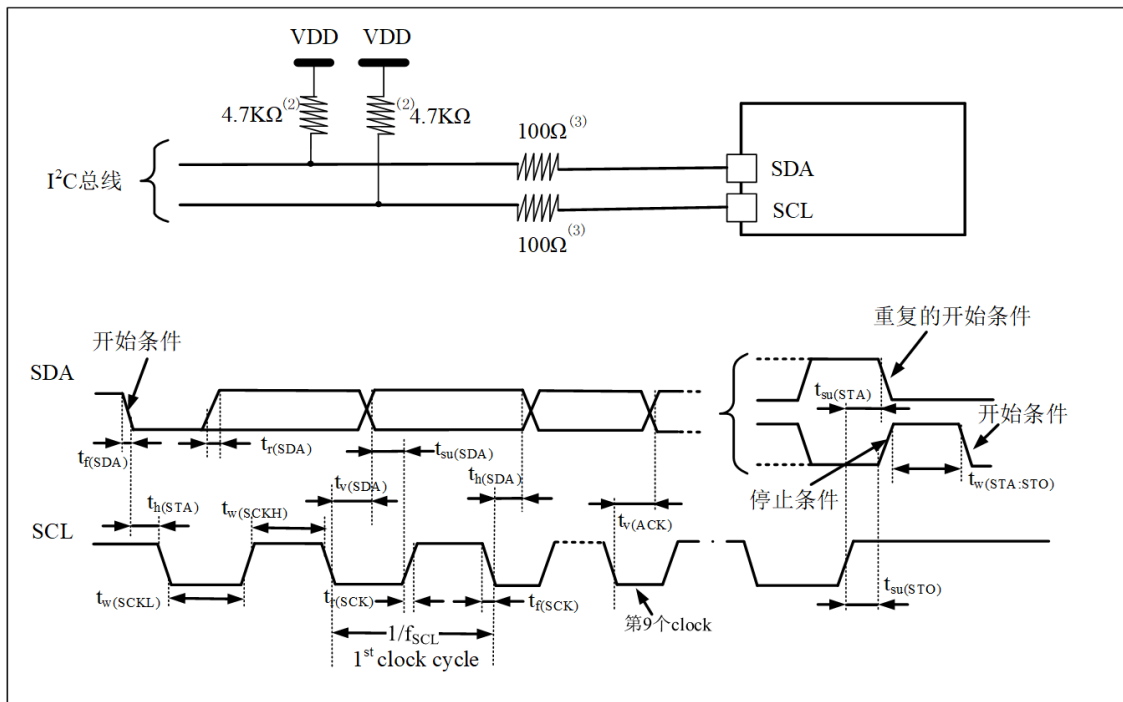 VDD VDD
4.7KΩ(2) (2)4.7KΩ
100Ω(3)
I2C总线
SDA
SCL
100Ω(3)
开始条件
重复的开始条件
SDA
tsu(STA)
开始条件
tf(SDA)
tr(SDA)
tsu(SDA)
tv(SDA)
th(SDA)
停止条件
tw(STA:STO)
th(STA)
tw(SCKH)
tv(ACK)
SCL
tw(SCKL)
tr(SCK)
tf(SCK)
第9个clock
tsu(STO)
1/fSCL
1st clock cycle